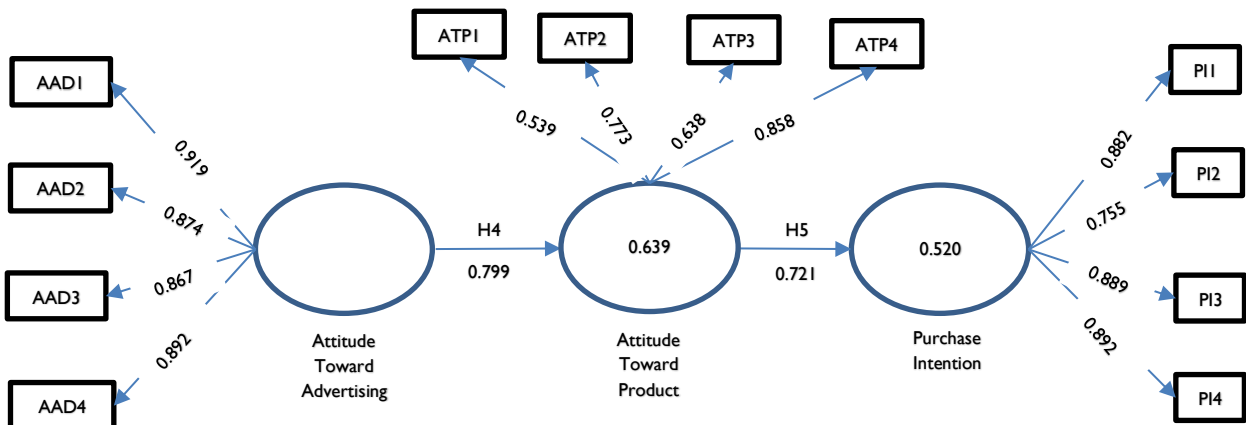 ATP1
ATP2
ATP3
ATP4
AAD1
AAD2
AAD3
AAD4
0.919
0.874
0.867
0.892
0.539
0.773
0.638
0.858
H4
0.799
0.639
H5
0.721
0.520
Attitude
Toward
Advertising
Attitude
Toward
Product
Purchase
Intention
0.882
0.755
0.889
0.892
PI1
PI2
PI3
PI4